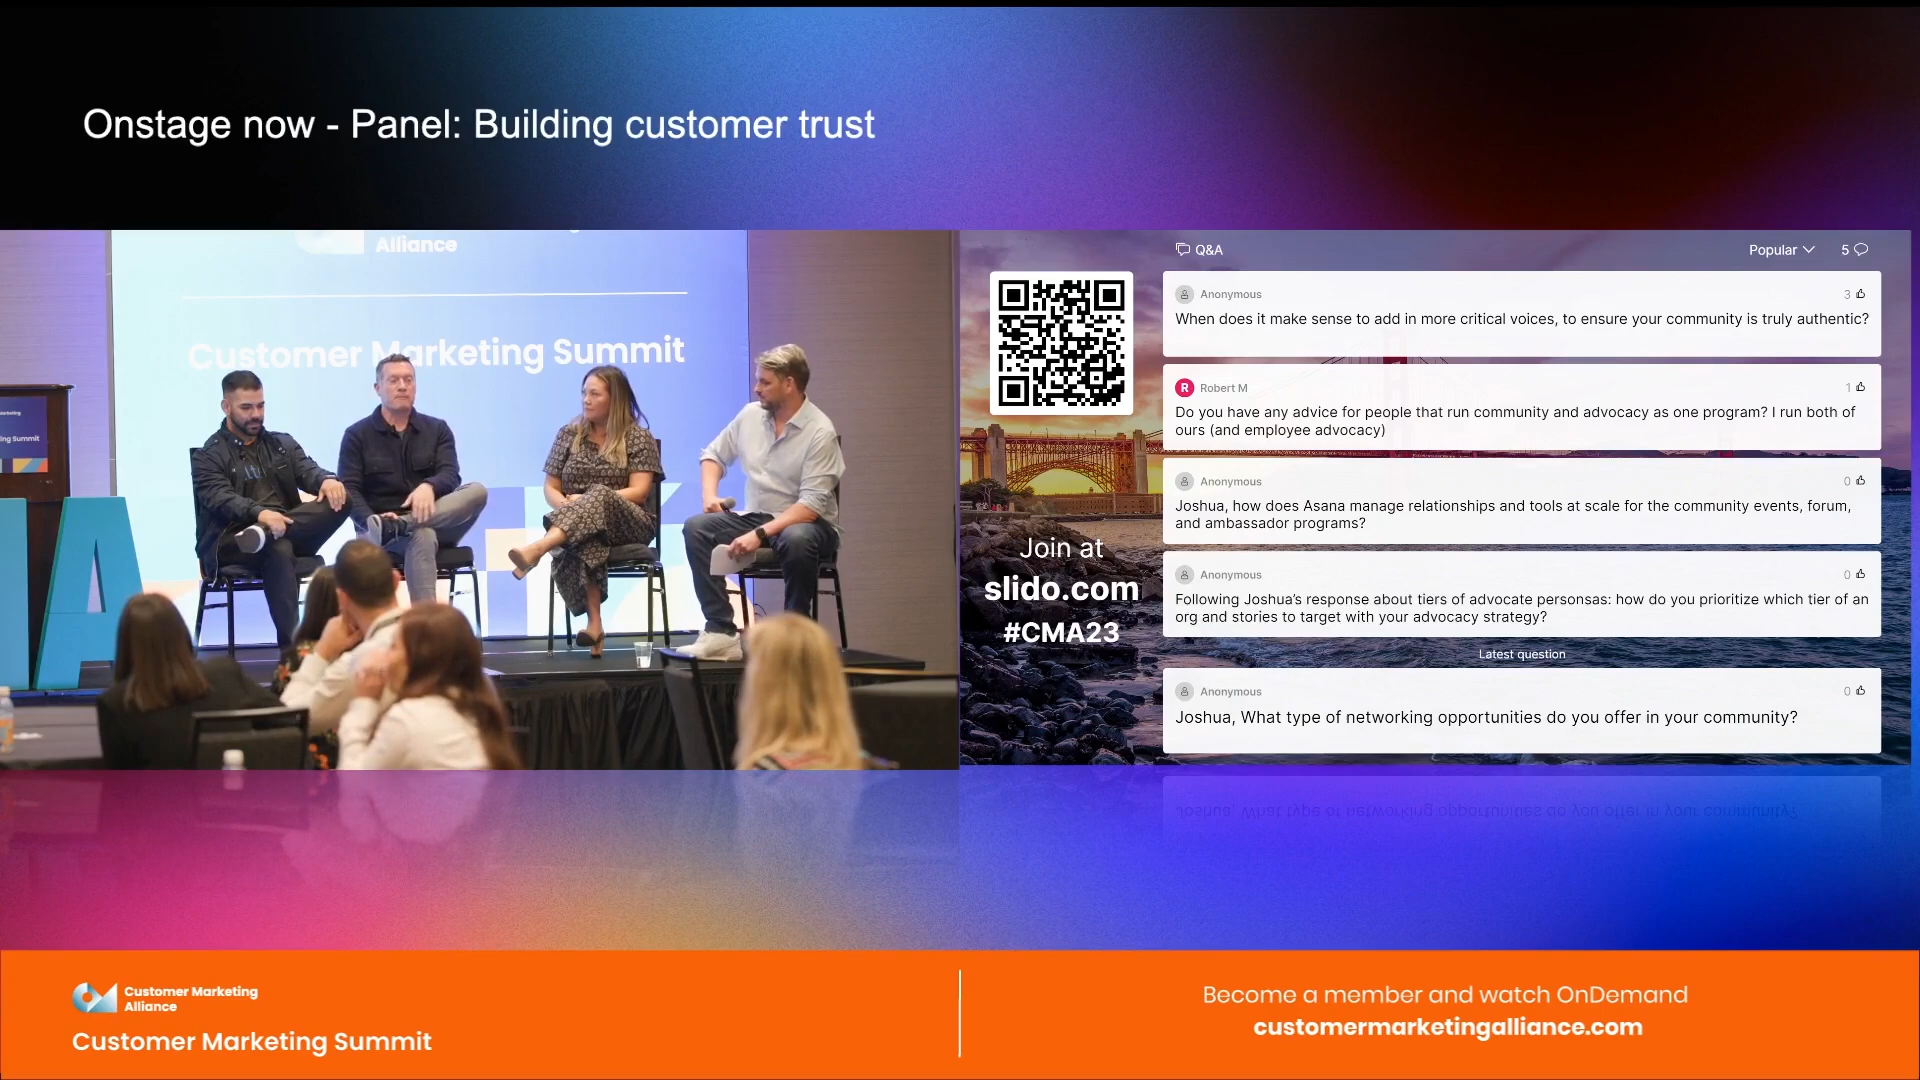 Onstage now - Panel: Building customer trust
Alliance
Customer Marketing Summit
Marketing
ing Summit
A
Q&A
Popular
5
Anonymous
3
When does it make sense to add in more critical voices, to ensure your community is truly authentic?
R
Robert M
1
Do you have any advice for people that run community and advocacy as one program? I run both of
ours (and employee advocacy)
Anonymous
0
Joshua, how does Asana manage relationships and tools at scale for the community events, forum,
and ambassador programs?
Anonymous
0
Following Joshua's response about tiers of advocate personsas: how do you prioritize which tier of an
org and stories to target with your advocacy strategy?
Latest question
Anonymous
0
Joshua, What type of networking opportunities do you offer in your community?
Join at
slido.com
#CMA23
Customer Marketing
Alliance
Customer Marketing Summit
Become a member and watch OnDemand
customermarketingalliance.com